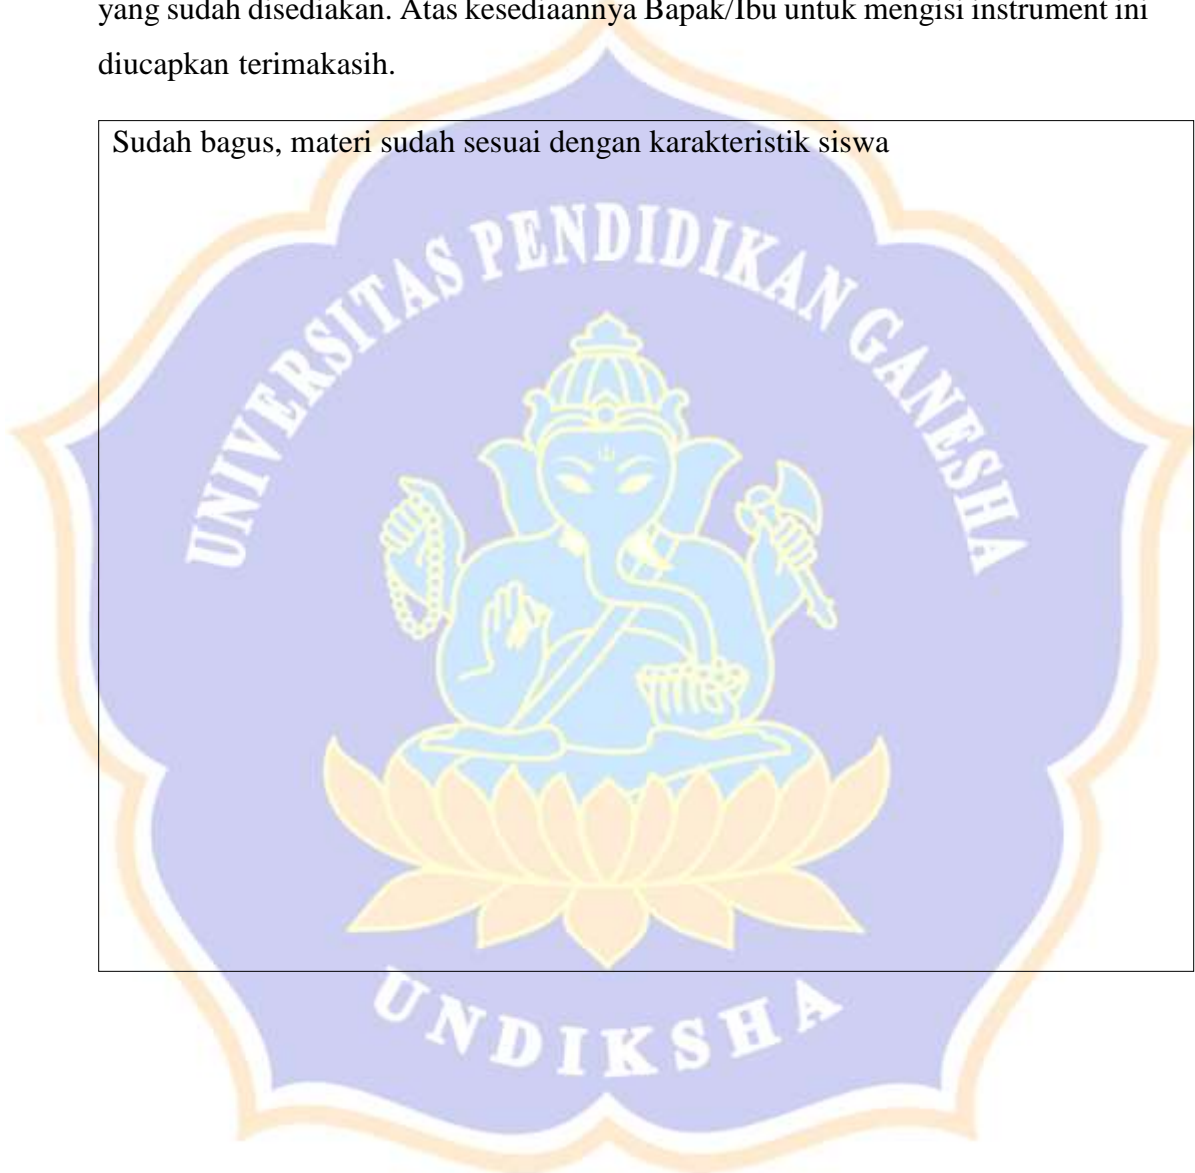 yang sudah disediakan. Atas kesediaannya Bapak/Ibu untuk mengisi instrument ini
diucapkan terimakasih.
Sudah bagus, materi sudah sesuai dengan karakteristik siswa
UNIVERSITAS PENDIDIKAN GANESHA
UNDIKSHA